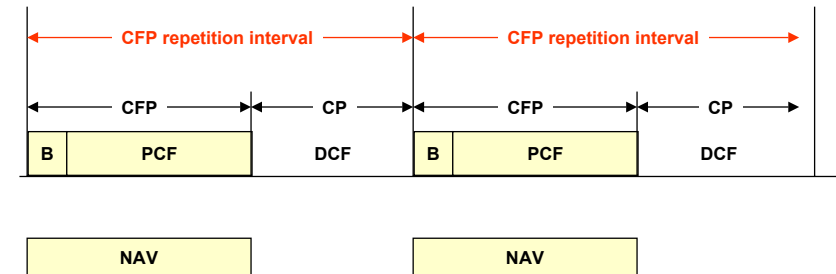 CFP repetition interval CFP repetition interval
CFP CP CFP CP
B PCF DCF B PCF DCF
NAV NAV